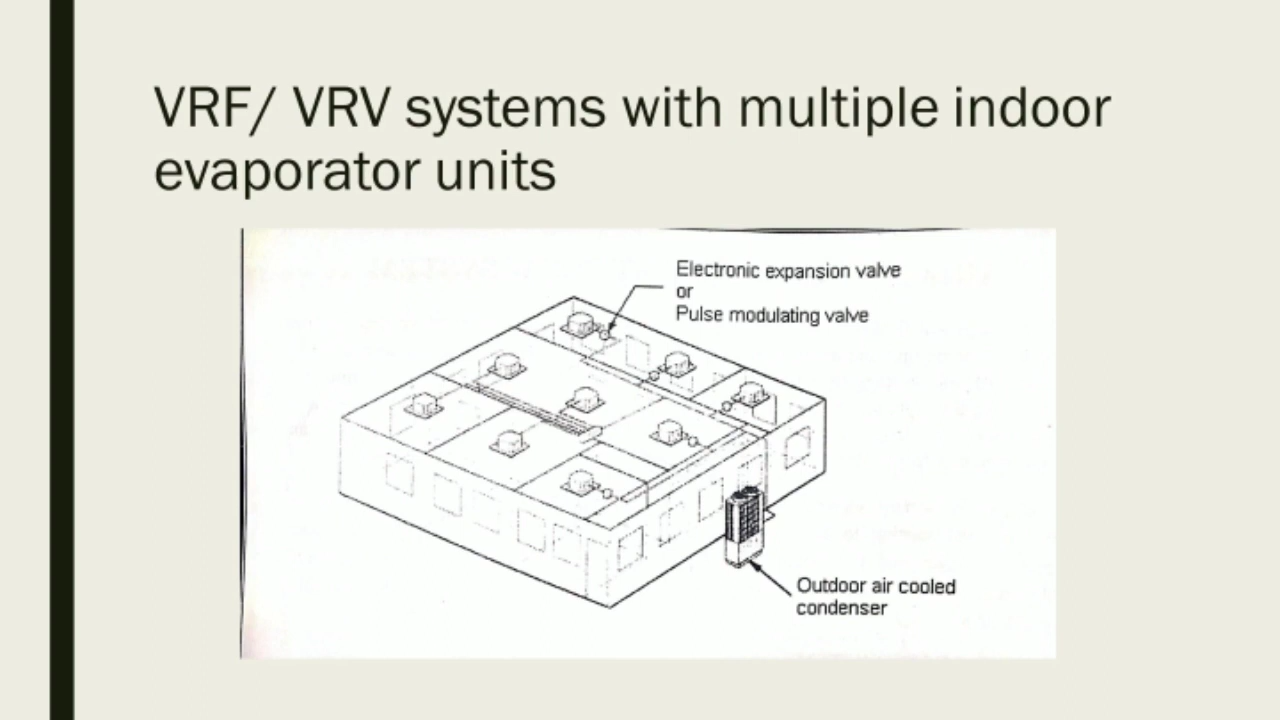 VRF/ VRV systems with multiple indoor
evaporator units
Electronic expansion valve
or
Pulse modulating valve
Outdoor air cooled
condenser